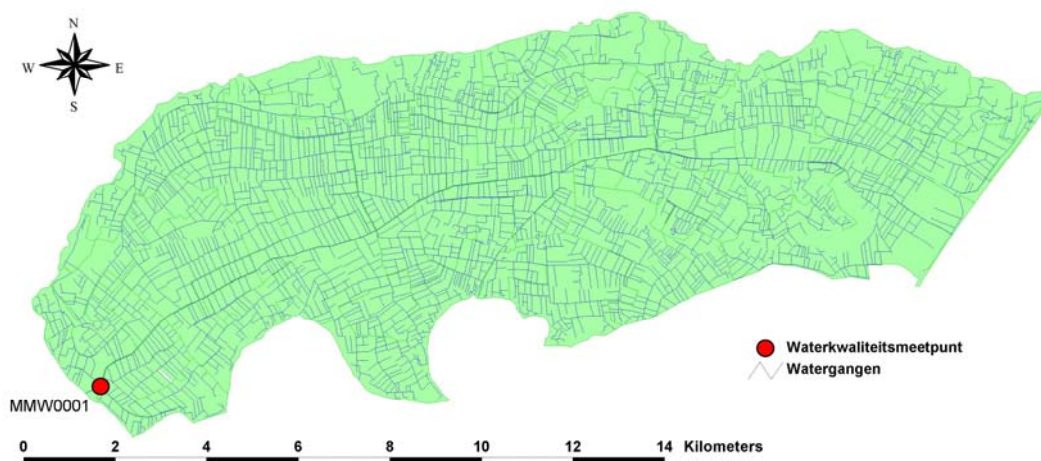 N
W E
S
Waterkwaliteitsmeetpunt
Watergangen
MMW0001
0 2 4 6 8 10 12 14 Kilometers